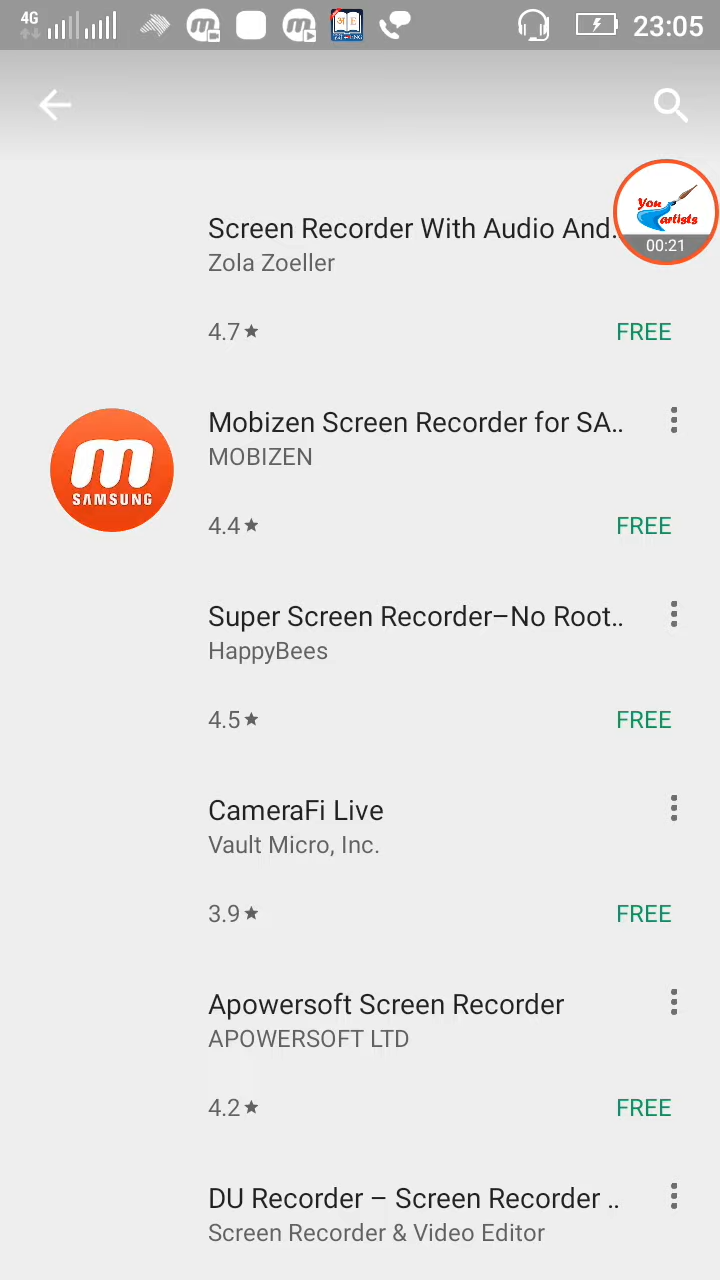 4G
23:05
You
artists
00:21
Screen Recorder With Audio And.
Zola Zoeller
4.7★
FREE
m
SAMSUNG
Mobizen Screen Recorder for SA..
MOBIZEN
4.4★
FREE
Super Screen Recorder–No Root..
HappyBees
4.5★
FREE
CameraFi Live
Vault Micro, Inc.
3.9★
FREE
Apowersoft Screen Recorder
APOWERSOFT LTD
4.2★
FREE
DU Recorder – Screen Recorder ..
Screen Recorder & Video Editor